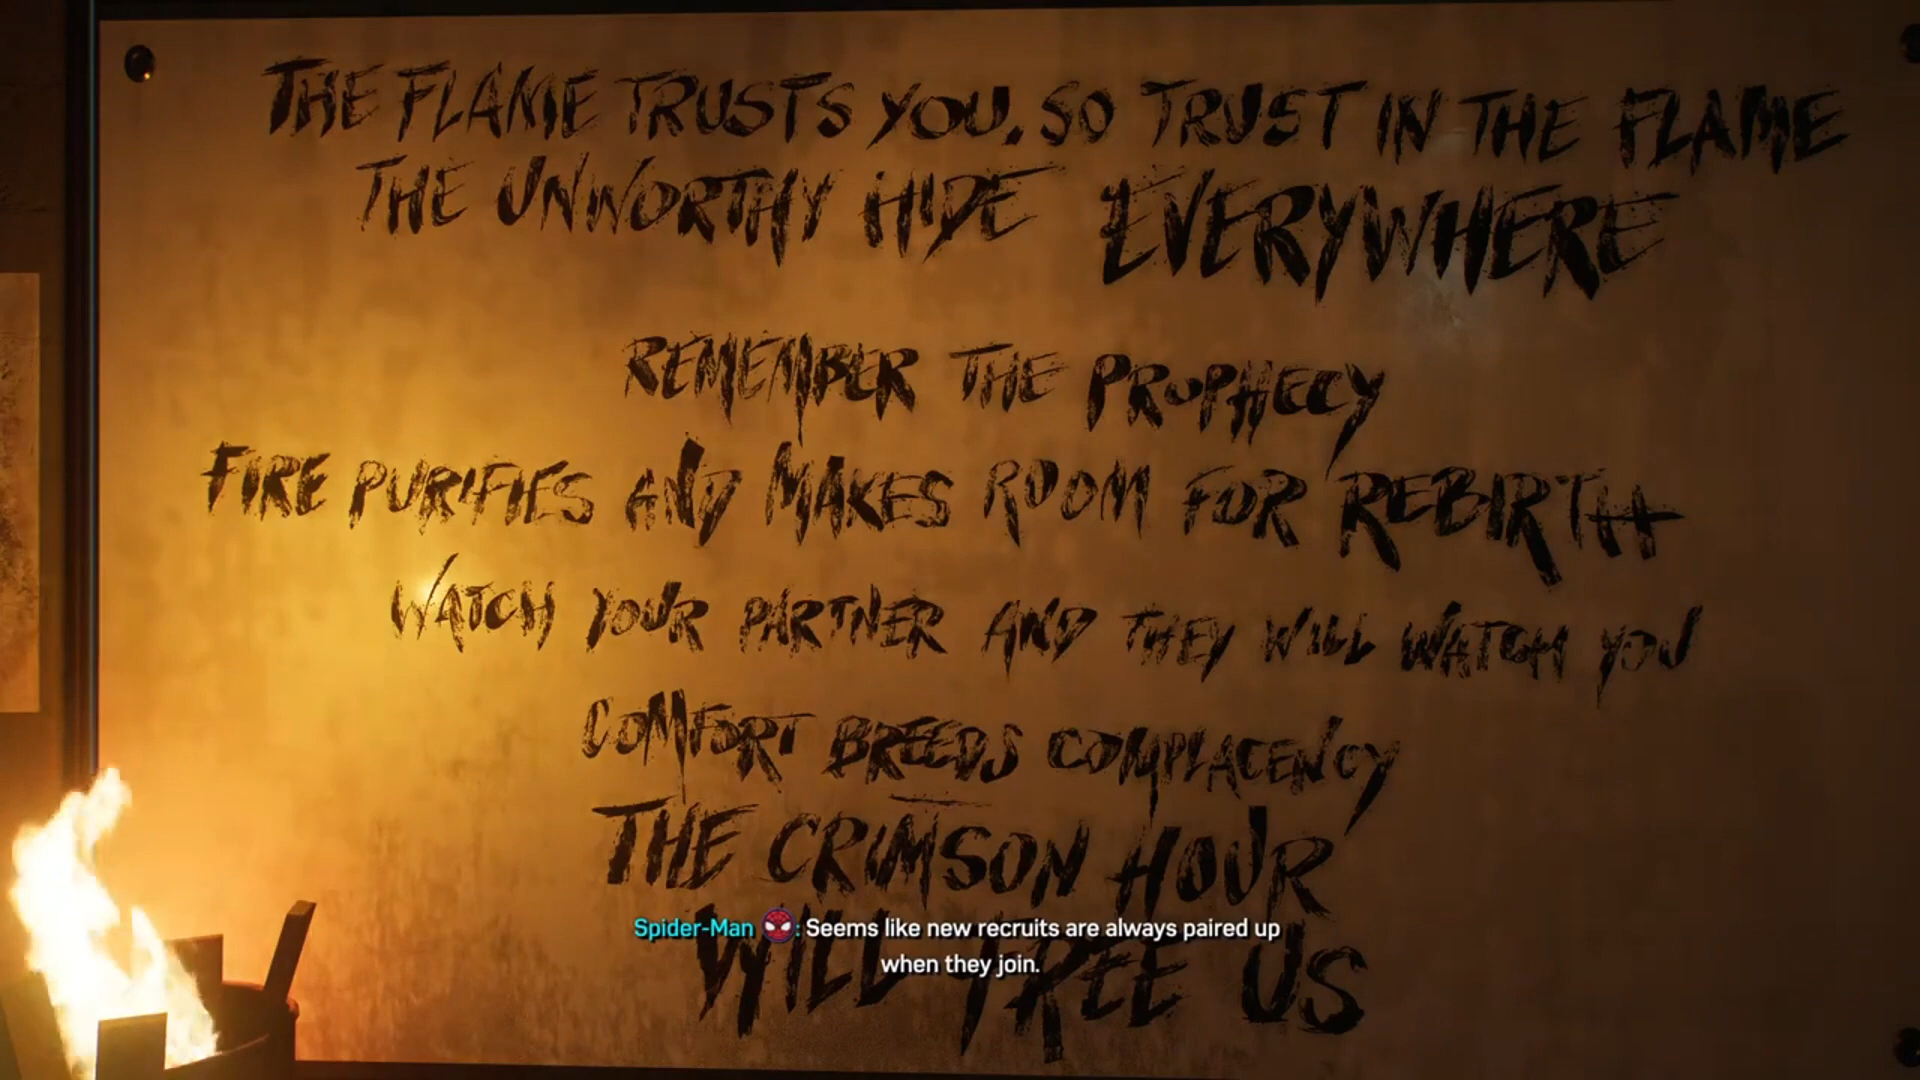 THE FLAME TRUSTS YOU. SO TRUST IN THE FLAME
THE UNWORTHY HIDE EVERYWHERE
REMEMBER THE PROPHECY
FIRE PURIFIES AND MAKES ROOM FOR REBIRTH
WATCH YOUR PARTNER AND THEY WILL WATCH YOU
COMFORT BREEDS COMPLACENCY
THE CRIMSON HOUR
WILL FREE US
Spider-Man : Seems like new recruits are always paired up
when they join.